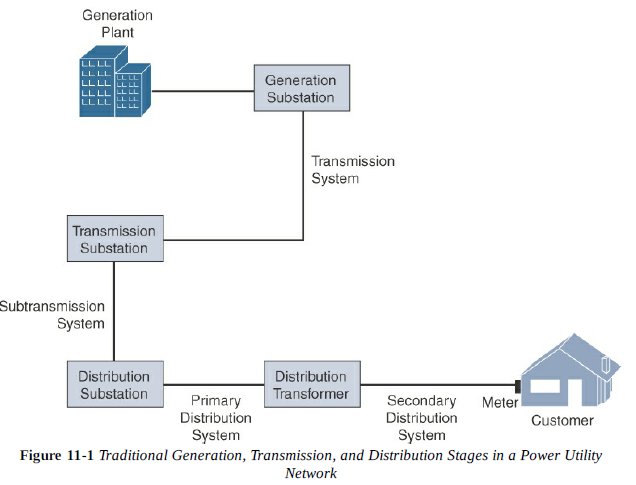 Generation
Plant
Generation
Substation
Transmission
System
Transmission
Substation
Subtransmission
System
Distribution
Substation
Primary
Distribution
System
Distribution
Transformer
Secondary
Distribution
System
Meter
Customer
Figure 11-1 Traditional Generation, Transmission, and Distribution Stages in a Power Utility
Network